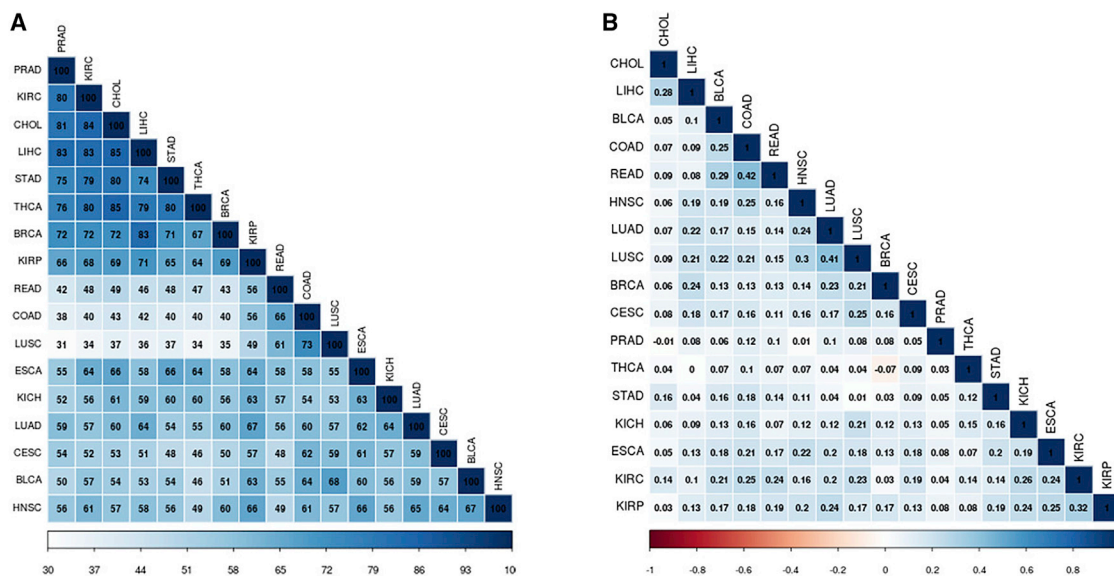 A
PRAD
KIRC
CHOL
LIHC
STAD
THCA
BRCA
KIRP
READ
COAD
LUSC
ESCA
KICH
LUAD
CESC
BLCA
HNSC
PRAD 100
KIRC 80 100
CHOL 81 84 100
LIHC 83 83 85 100
STAD 75 79 80 74 100
THCA 76 80 85 79 80 100
BRCA 72 72 72 83 71 67 100
KIRP 66 68 69 71 65 64 69 100
READ 42 48 49 46 48 47 43 56 100
COAD 38 40 43 42 40 40 40 56 66 100
LUSC 31 34 37 36 37 34 35 49 61 73 100
ESCA 55 64 66 58 66 64 58 64 58 58 55 100
KICH 52 56 61 59 60 60 56 63 57 54 53 63 100
LUAD 59 57 60 64 54 55 60 67 56 60 57 62 64 100
CESC 54 52 53 51 48 46 50 57 48 62 59 61 57 59 100
BLCA 50 57 54 53 54 46 51 63 55 64 68 60 56 59 57 100
HNSC 56 61 57 58 56 49 60 66 49 61 57 66 56 65 64 67 100
30 37 44 51 58 65 72 79 86 93 10
B
CHOL
LIHC
BLCA
COAD
READ
HNSC
LUAD
LUSC
BRCA
CESC
PRAD
THCA
STAD
KICH
ESCA
KIRC
KIRP
CHOL 1
LIHC 0.28 1
BLCA 0.05 0.1 1
COAD 0.07 0.09 0.25 1
READ 0.09 0.08 0.29 0.42 1
HNSC 0.06 0.19 0.19 0.25 0.16 1
LUAD 0.07 0.22 0.17 0.15 0.14 0.24 1
LUSC 0.09 0.21 0.22 0.21 0.15 0.3 0.41 1
BRCA 0.06 0.24 0.13 0.13 0.13 0.14 0.23 0.21 1
CESC 0.08 0.18 0.17 0.16 0.11 0.16 0.17 0.25 0.16 1
PRAD -0.01 0.08 0.06 0.12 0.1 0.01 0.1 0.08 0.08 0.05 1
THCA 0.04 0 0.07 0.1 0.07 0.07 0.04 0.04 -0.07 0.09 0.03 1
STAD 0.16 0.04 0.16 0.18 0.14 0.11 0.04 0.01 0.03 0.09 0.05 0.12 1
KICH 0.06 0.09 0.13 0.16 0.07 0.12 0.12 0.21 0.12 0.13 0.05 0.15 0.16 1
ESCA 0.05 0.13 0.18 0.21 0.17 0.22 0.2 0.18 0.13 0.18 0.08 0.07 0.2 0.19 1
KIRC 0.14 0.1 0.21 0.25 0.24 0.16 0.2 0.23 0.03 0.19 0.04 0.14 0.14 0.26 0.24 1
KIRP 0.03 0.13 0.17 0.18 0.19 0.2 0.24 0.17 0.17 0.13 0.08 0.08 0.19 0.24 0.25 0.32 1
-1 -0.8 -0.6 -0.4 -0.2 0 0.2 0.4 0.6 0.8